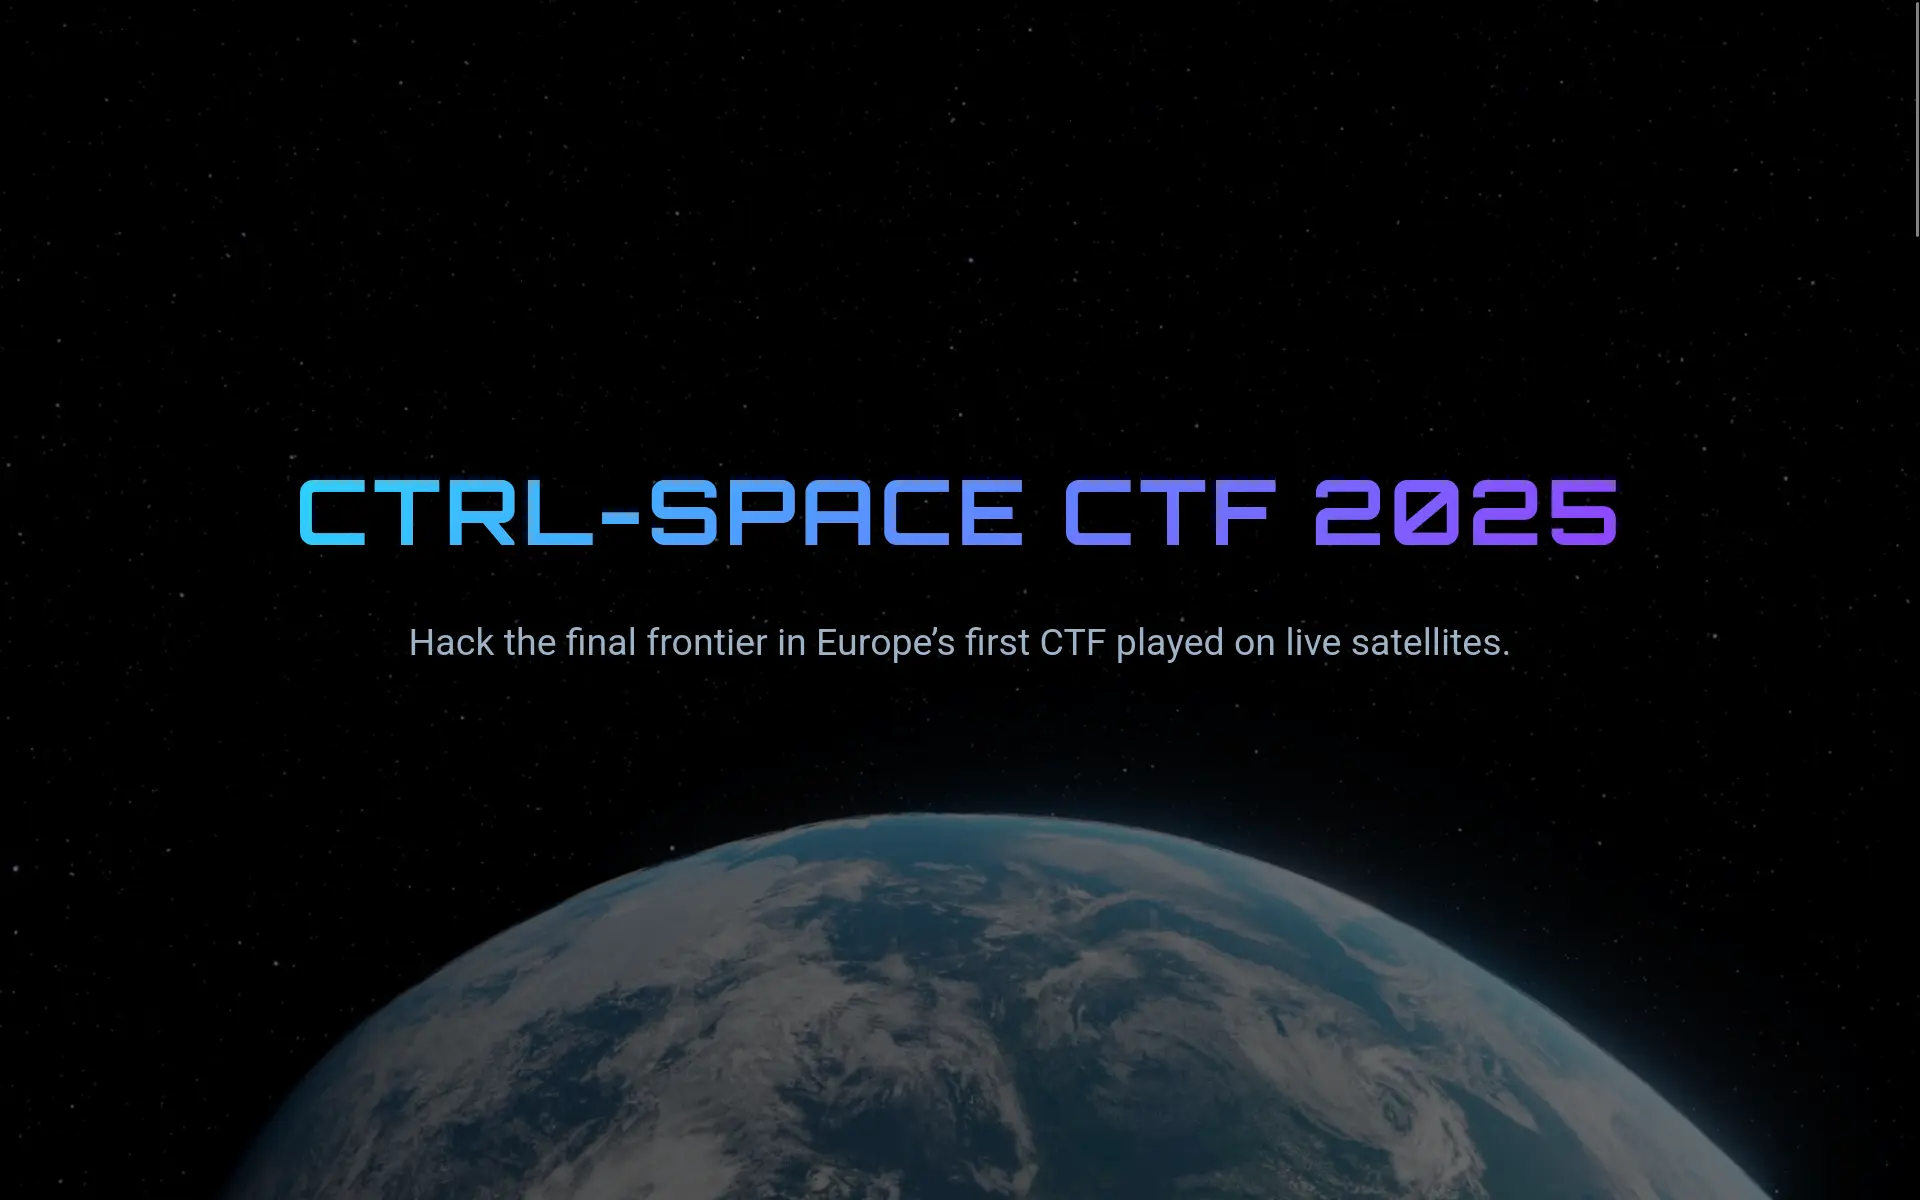 CTRL-SPACE CTF 2025
Hack the final frontier in Europe’s first CTF played on live satellites.